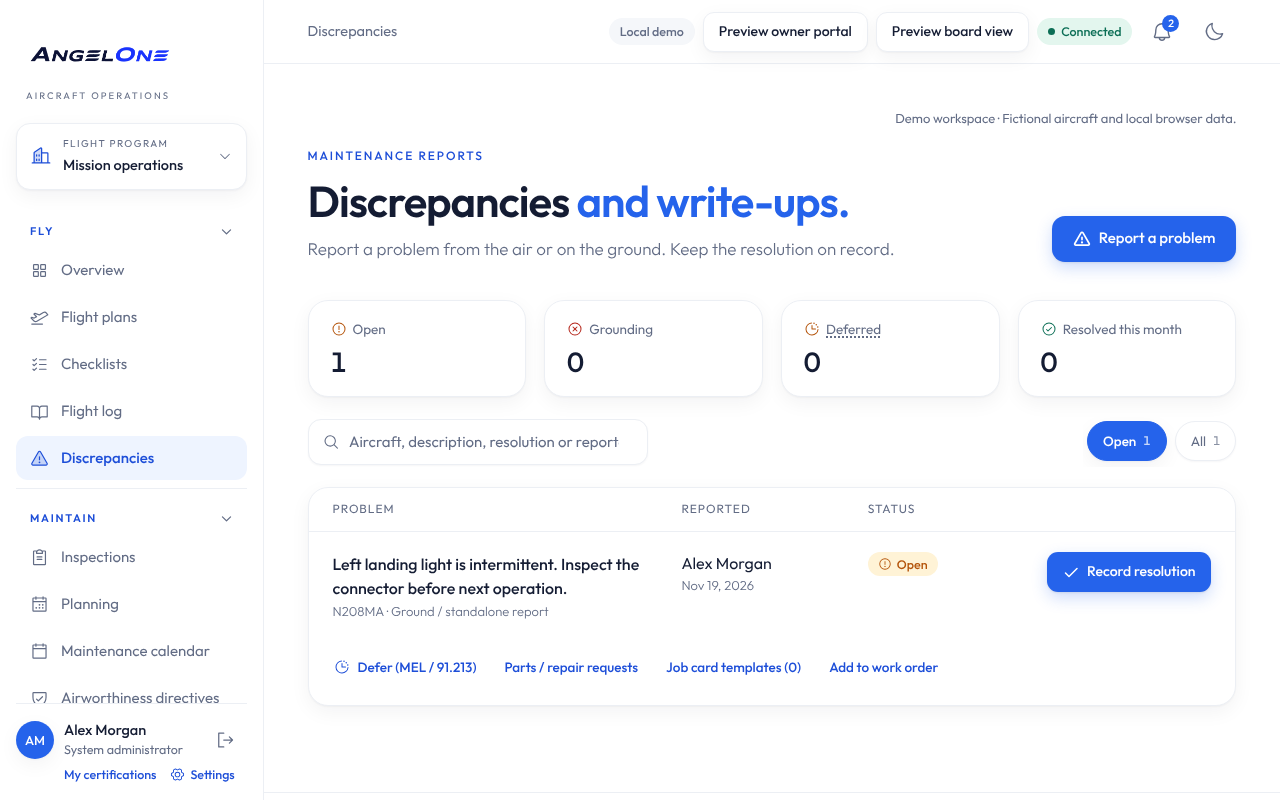 ANGELONE
AIRCRAFT OPERATIONS
FLIGHT PROGRAM
Mission operations
FLY
Overview
Flight plans
Checklists
Flight log
Discrepancies
MAINTAIN
Inspections
Planning
Maintenance calendar
Airworthiness directives
AM
Alex Morgan
System administrator
My certifications
Settings
Discrepancies
Local demo
Preview owner portal
Preview board view
Connected
2
Demo workspace · Fictional aircraft and local browser data.
MAINTENANCE REPORTS
Discrepancies and write-ups.
Report a problem from the air or on the ground. Keep the resolution on record.
Report a problem
Open
1
Grounding
0
Deferred
0
Resolved this month
0
Aircraft, description, resolution or report
Open 1
All 1
PROBLEM REPORTED STATUS
Left landing light is intermittent. Inspect the
connector before next operation.
N208MA · Ground / standalone report
Alex Morgan
Nov 19, 2026
Open
Record resolution
Defer (MEL / 91.213)
Parts / repair requests
Job card templates (0)
Add to work order